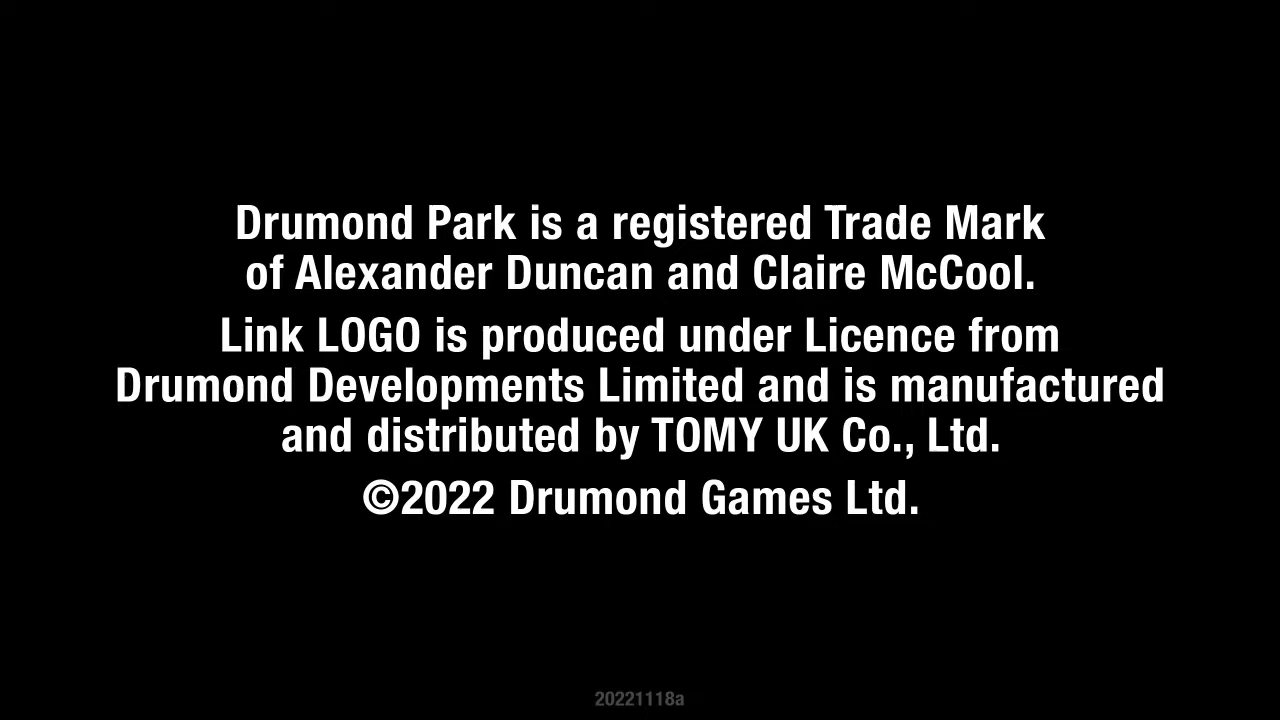 Drumond Park is a registered Trade Mark
of Alexander Duncan and Claire McCool.
Link LOGO is produced under Licence from
Drumond Developments Limited and is manufactured
and distributed by TOMY UK Co., Ltd.
©2022 Drumond Games Ltd.
20221118a